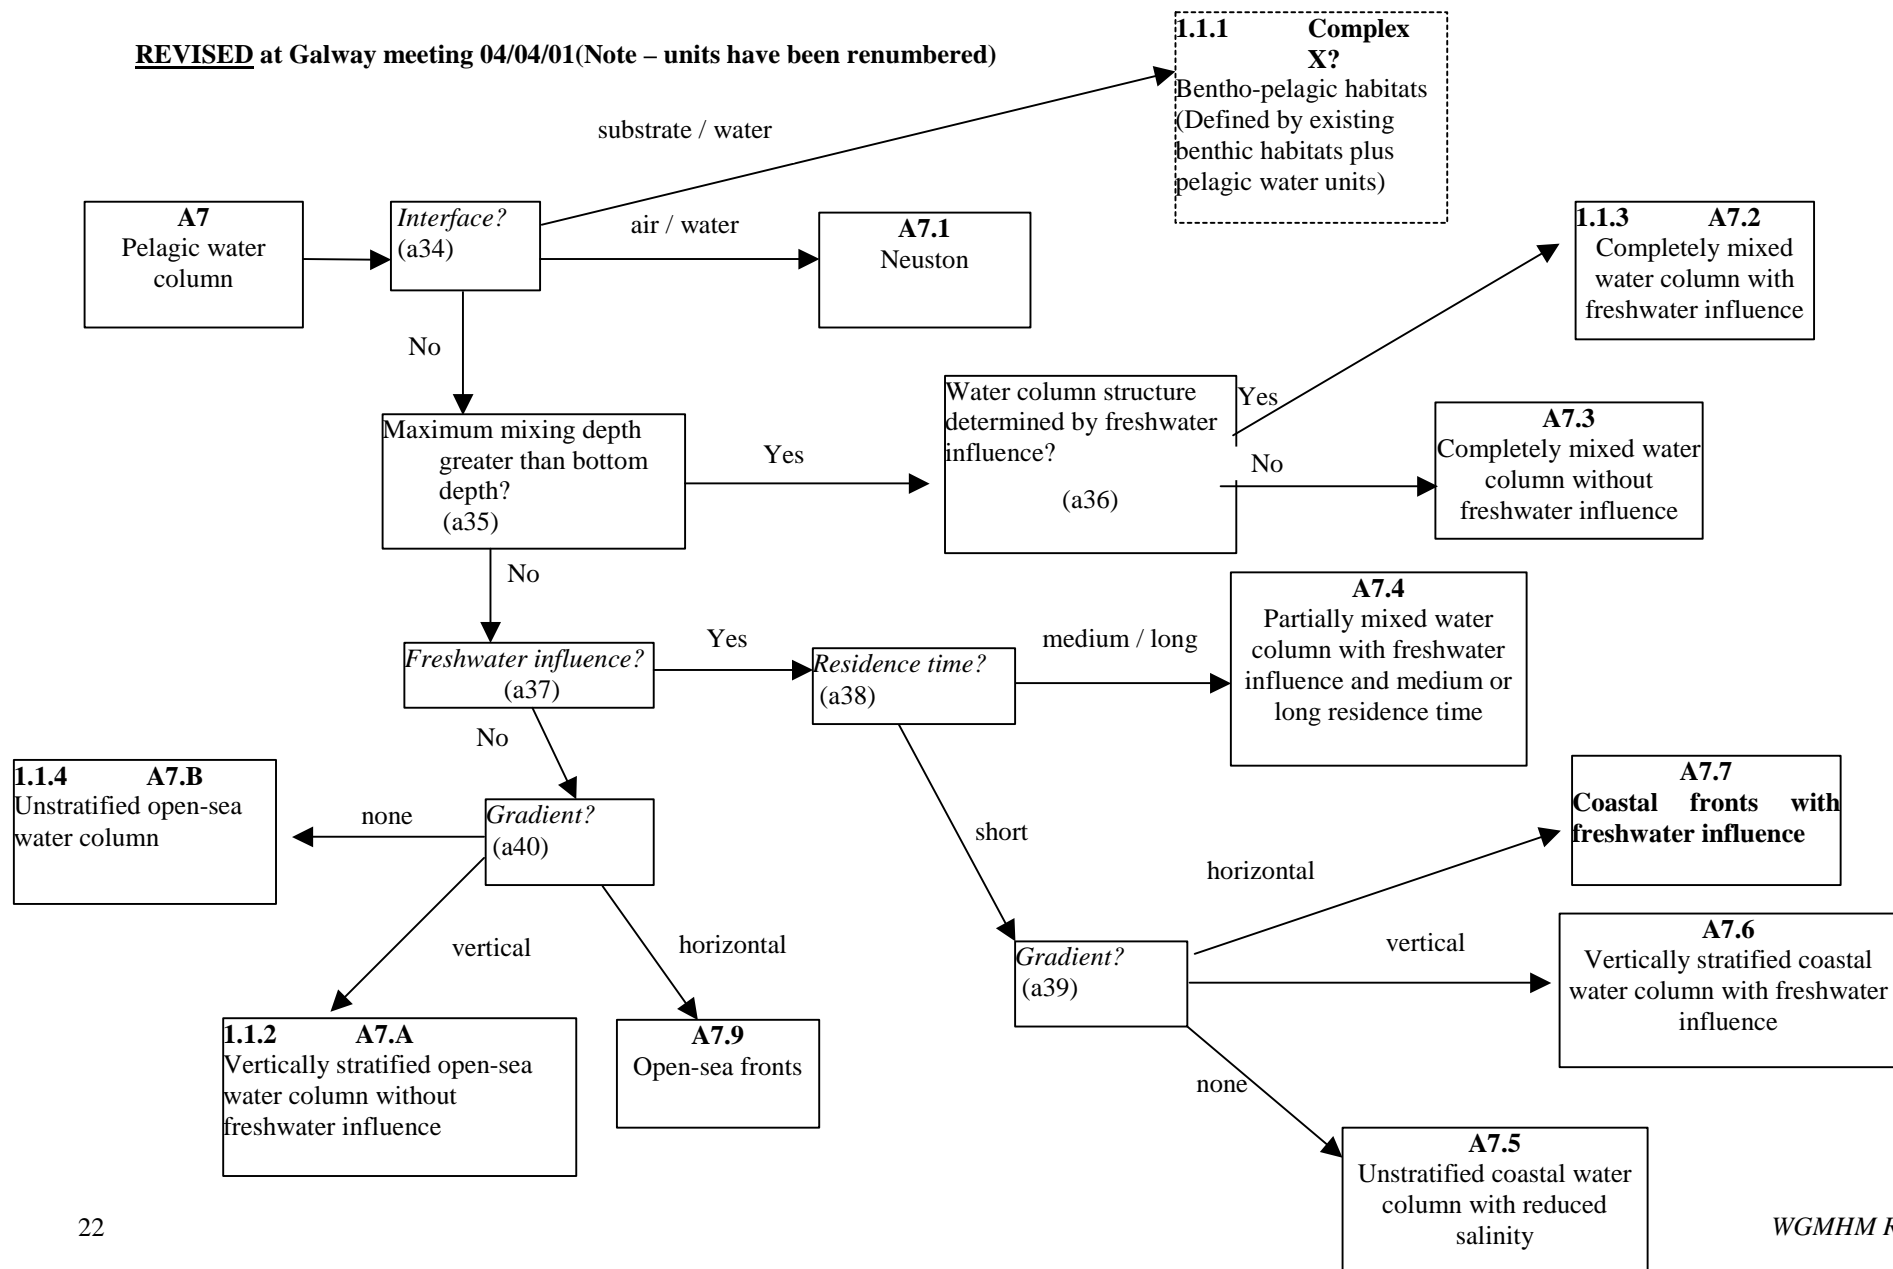 REVISED at Galway meeting 04/04/01(Note – units have been renumbered)
1.1.1 Complex
X?
Bentho-pelagic habitats
(Defined by existing
benthic habitats plus
pelagic water units)
substrate / water
A7
Pelagic water
column
Interface?
(a34)
air / water
A7.1
Neuston
1.1.3 A7.2
Completely mixed
water column with
freshwater influence
No
Maximum mixing depth
greater than bottom
depth?
(a35)
Yes
Water column structure
determined by freshwater
influence?
(a36)
Yes
No
A7.3
Completely mixed water
column without
freshwater influence
No
Freshwater influence?
(a37)
Yes
Residence time?
(a38)
medium / long
A7.4
Partially mixed water
column with freshwater
influence and medium or
long residence time
No
1.1.4 A7.B
Unstratified open-sea
water column
none
Gradient?
(a40)
short
A7.7
Coastal fronts with
freshwater influence
horizontal
vertical
horizontal
Gradient?
(a39)
vertical
A7.6
Vertically stratified coastal
water column with freshwater
influence
1.1.2 A7.A
Vertically stratified open-sea
water column without
freshwater influence
A7.9
Open-sea fronts
none
A7.5
Unstratified coastal water
column with reduced
salinity
22
WGMHM R